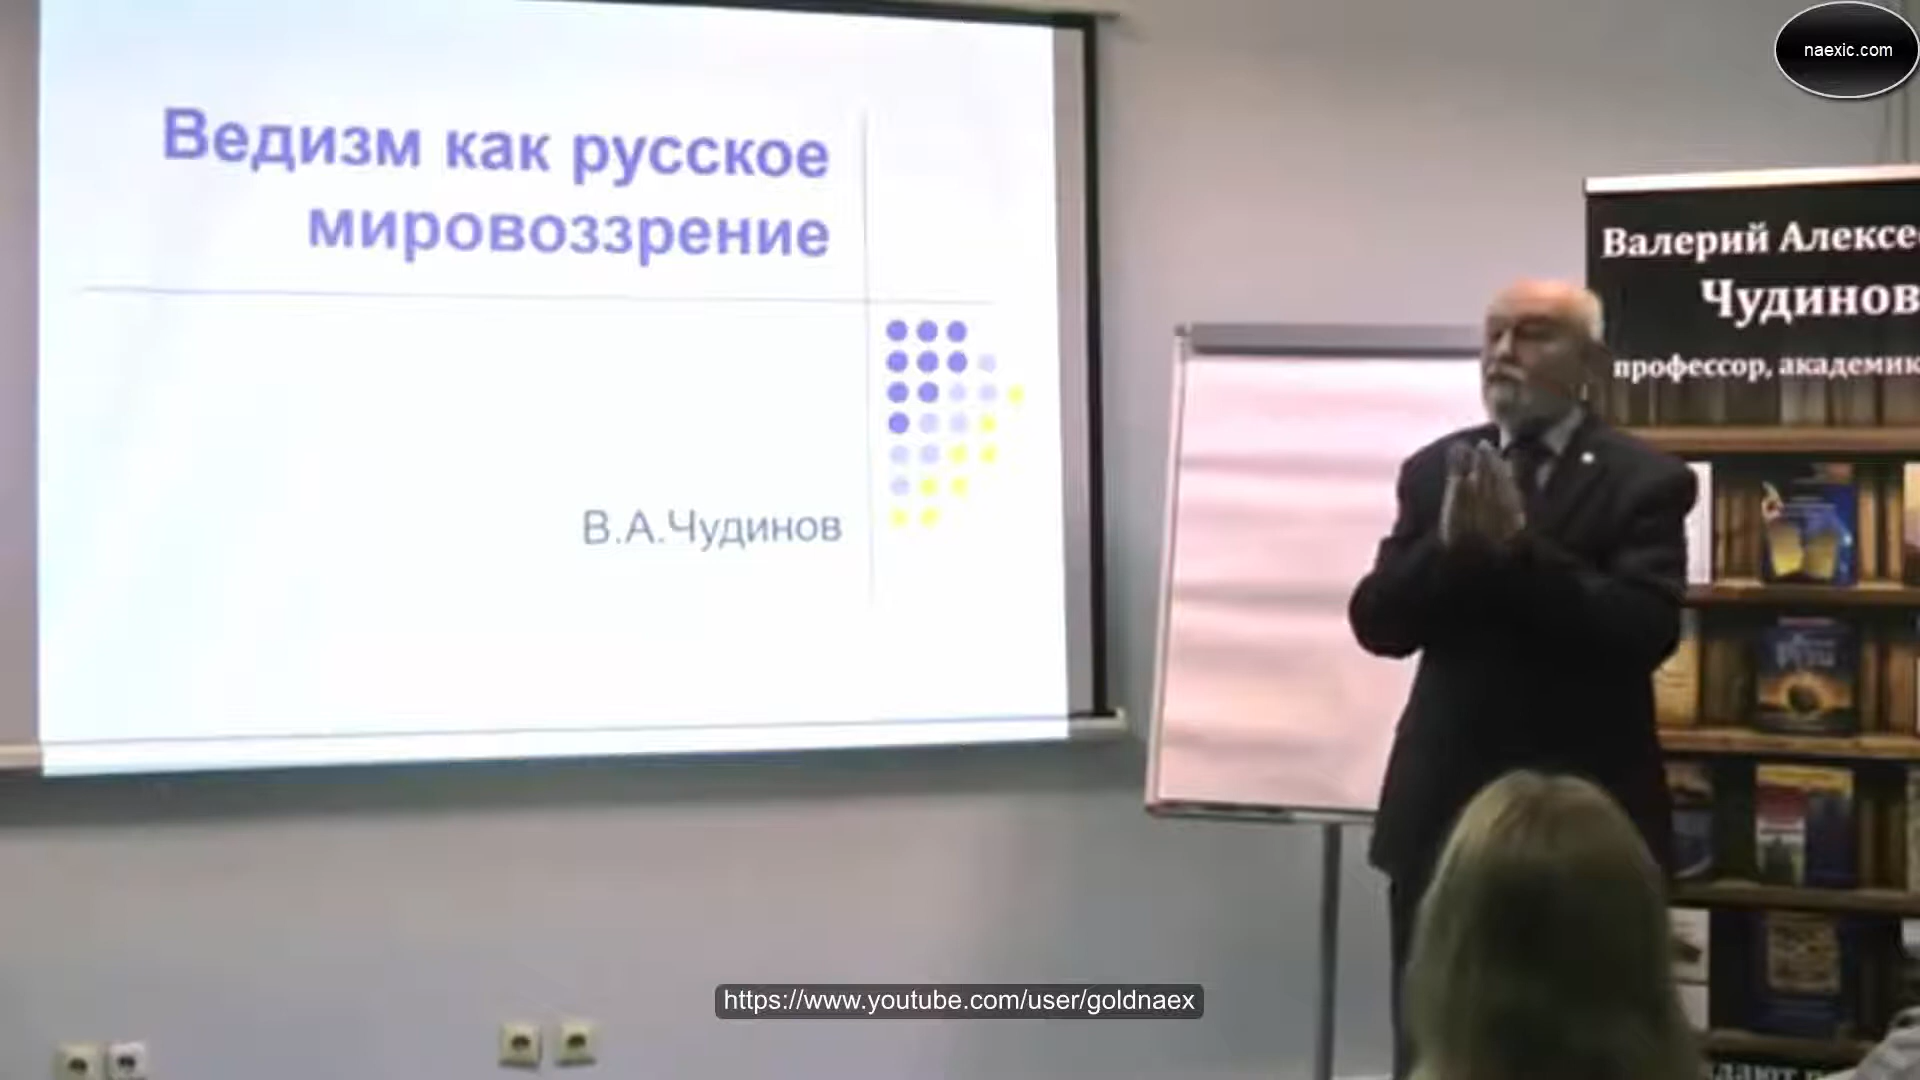 Ведизм как русское
мировоззрение
В.А.Чудинов
naexic.com
Валерий Алексе
Чудинов
профессор, академик
https://www.youtube.com/user/goldnaex